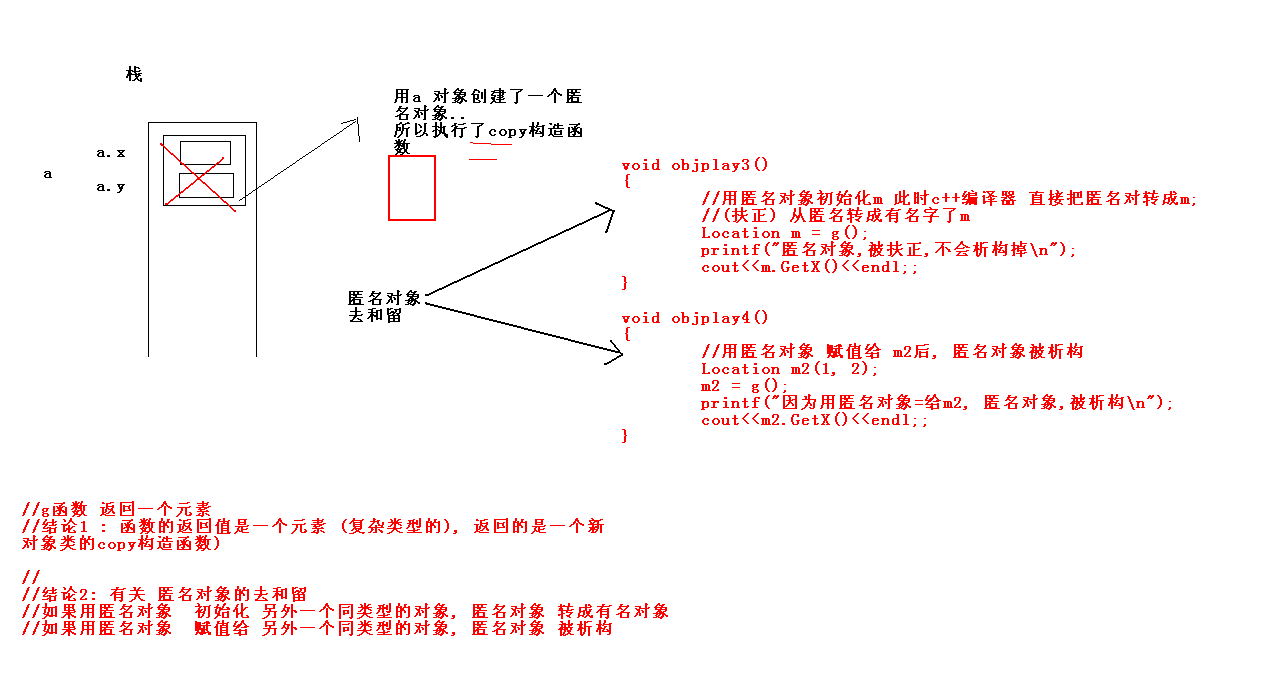 栈
用a 对象创建了一个匿
名对象..
所以执行了copy构造函
数
a.x
a
a.y
void objplay3()
{
//用匿名对象初始化m 此时c++编译器 直接把匿名对转成m;
//(扶正) 从匿名转成有名字了m
Location m = g();
printf("匿名对象,被扶正,不会析构掉\n");
cout<<m.GetX()<<endl;;
}
匿名对象
去和留
void objplay4()
{
//用匿名对象 赋值给 m2后, 匿名对象被析构
Location m2(1, 2);
m2 = g();
printf("因为用匿名对象=给m2, 匿名对象,被析构\n");
cout<<m2.GetX()<<endl;;
}
//g函数 返回一个元素
//结论1 : 函数的返回值是一个元素 (复杂类型的), 返回的是一个新
对象类的copy构造函数)
//
//结论2: 有关 匿名对象的去和留
//如果用匿名对象  初始化 另外一个同类型的对象, 匿名对象 转成有名对象
//如果用匿名对象  赋值给 另外一个同类型的对象, 匿名对象 被析构